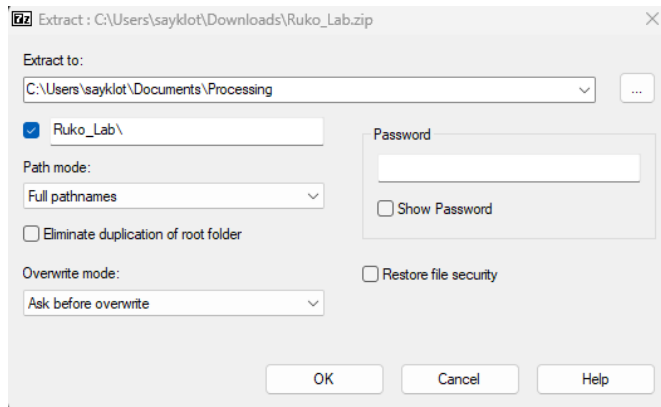 7z Extract : C:\Users\sayklot\Downloads\Ruko_Lab.zip
Extract to:
C:\Users\sayklot\Documents\Processing
...
Ruko_Lab\
Path mode:
Full pathnames
Eliminate duplication of root folder
Overwrite mode:
Ask before overwrite
Password
Show Password
Restore file security
OK Cancel Help